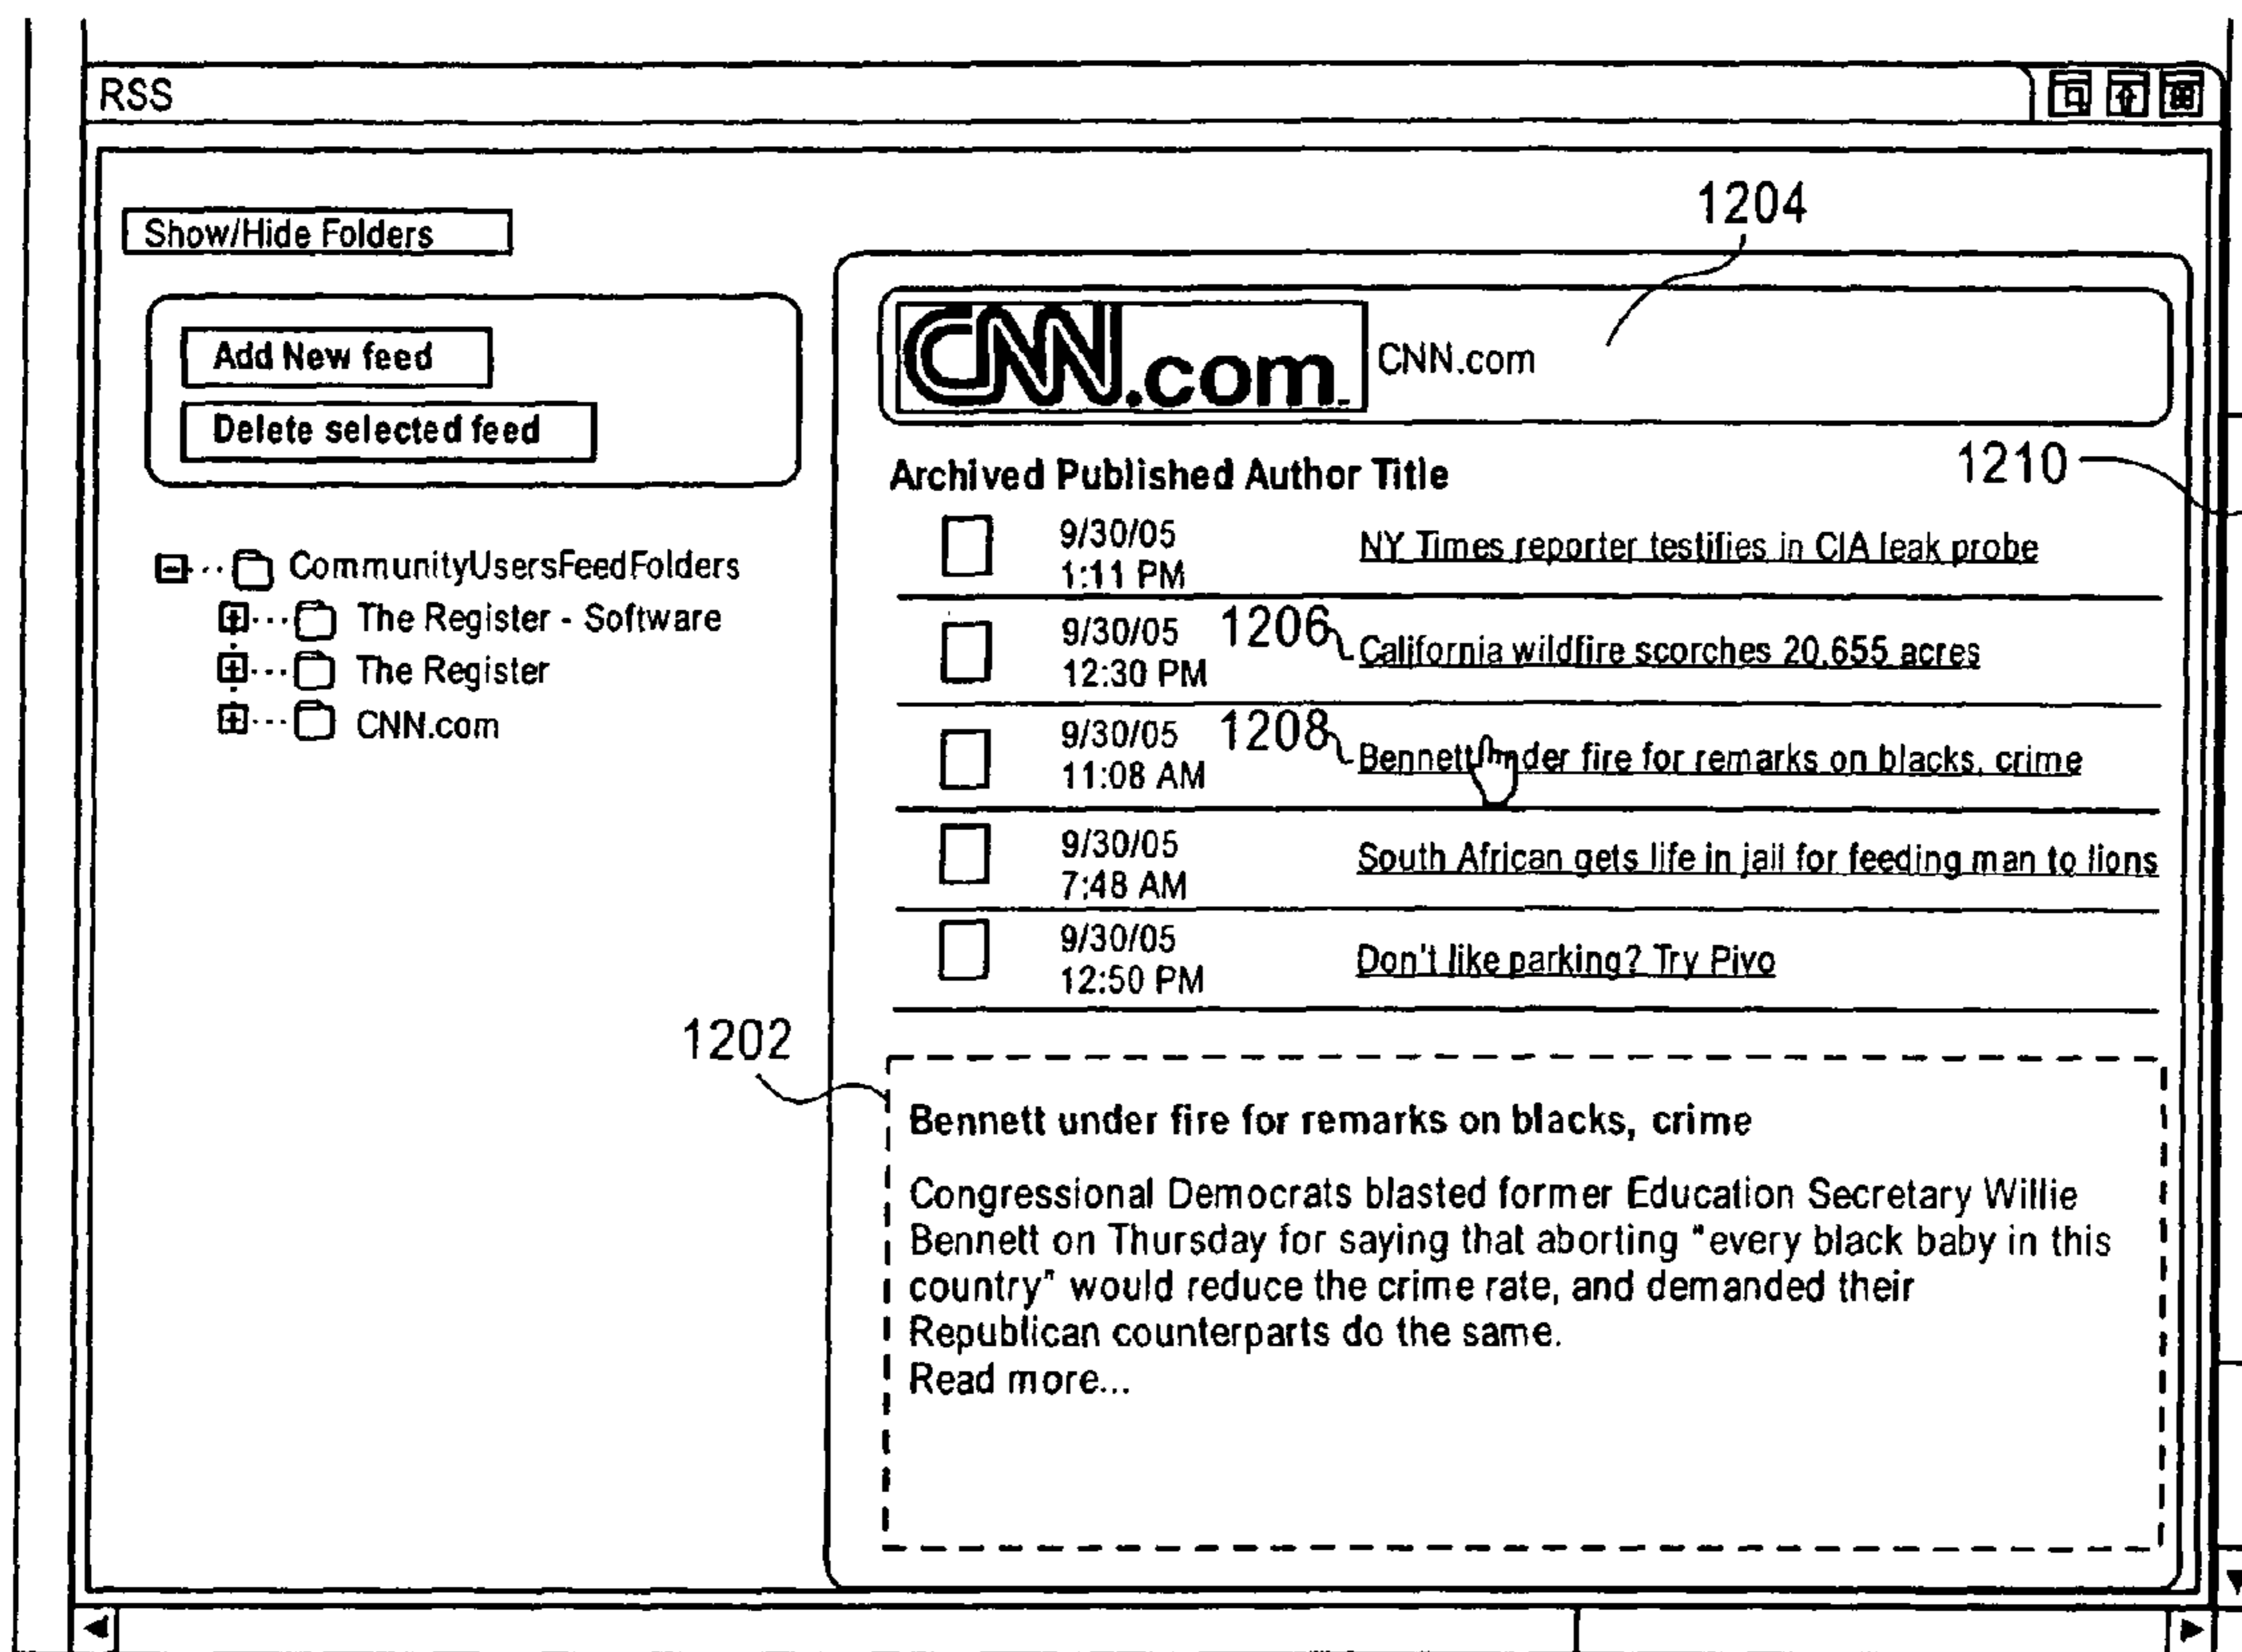 RSS
1204
Show/Hide Folders
Add New feed
Delete selected feed
CommunityUsersFeedFolders
The Register - Software
The Register
CNN.com
CNN.com CNN.com
1210
Archived Published Author Title
9/30/05
1:11 PM
NY Times reporter testifies in CIA leak probe
9/30/05
12:30 PM
1206
California wildfire scorches 20,655 acres
9/30/05
11:08 AM
1208
Bennett under fire for remarks on blacks, crime
9/30/05
7:48 AM
South African gets life in jail for feeding man to lions
9/30/05
12:50 PM
Don't like parking? Try Pivo
1202
Bennett under fire for remarks on blacks, crime
Congressional Democrats blasted former Education Secretary Willie
Bennett on Thursday for saying that aborting "every black baby in this
country" would reduce the crime rate, and demanded their
Republican counterparts do the same.
Read more...